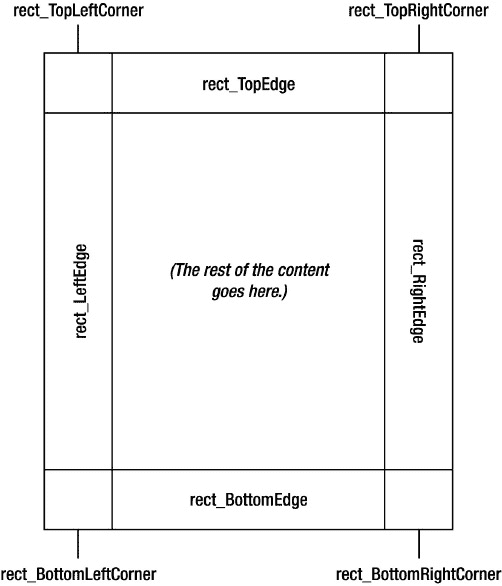 rect_TopLeftCorner
rect_TopRightCorner
rect_TopEdge
rect_LeftEdge
(The rest of the content
goes here.)
rect_RightEdge
rect_BottomEdge
rect_BottomLeftCorner
rect_BottomRightCorner